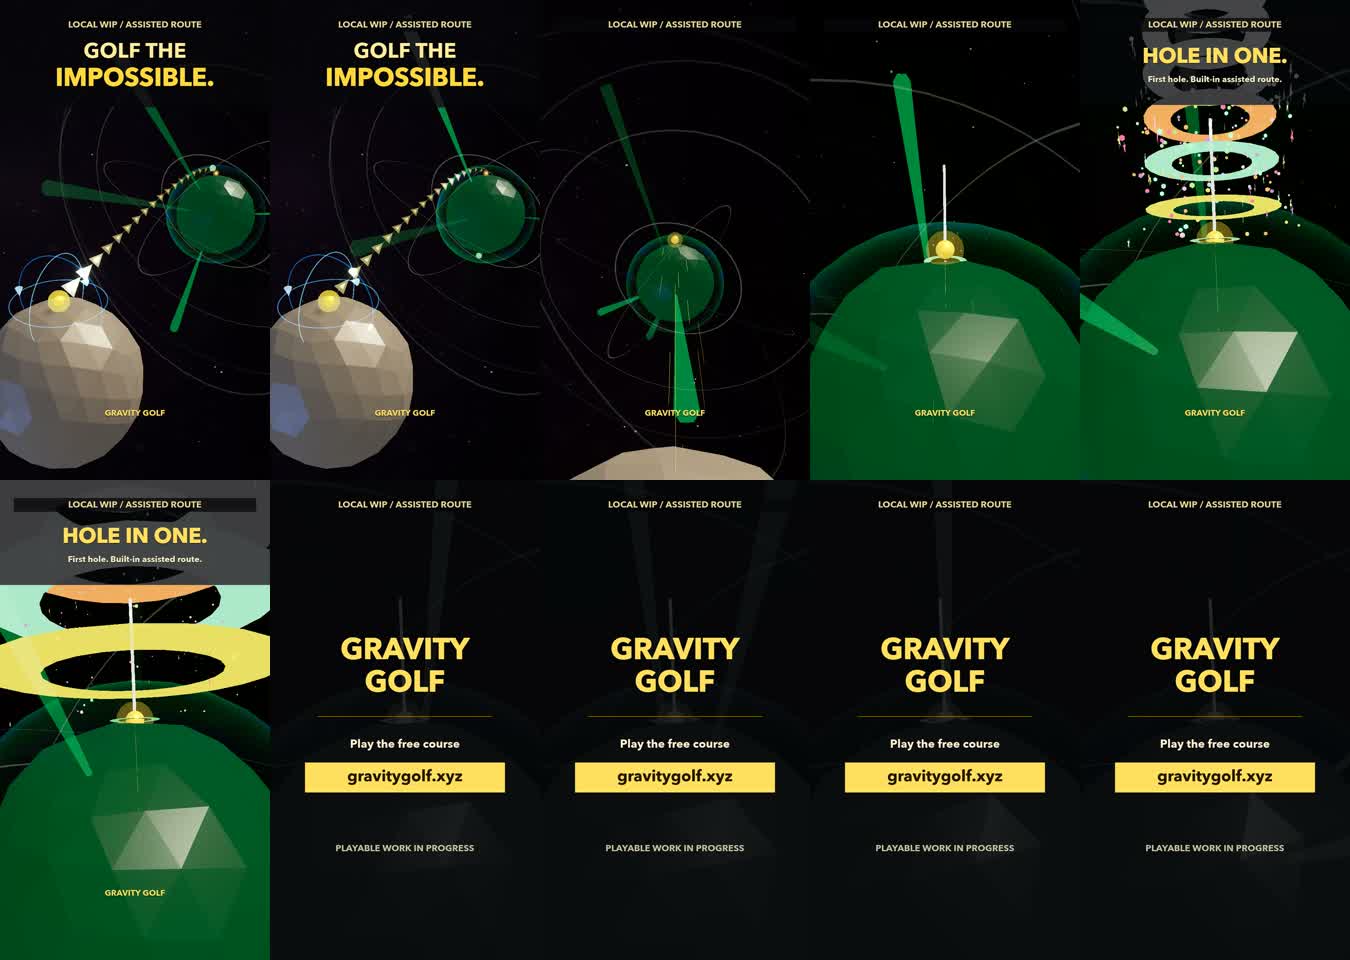 LOCAL WIP / ASSISTED ROUTE
GOLF THE
IMPOSSIBLE.
GRAVITY GOLF
LOCAL WIP / ASSISTED ROUTE
GOLF THE
IMPOSSIBLE.
GRAVITY GOLF
LOCAL WIP / ASSISTED ROUTE
GRAVITY GOLF
LOCAL WIP / ASSISTED ROUTE
GRAVITY GOLF
LOCAL WIP / ASSISTED ROUTE
HOLE IN ONE.
First hole. Built-in assisted route.
GRAVITY GOLF
LOCAL WIP / ASSISTED ROUTE
HOLE IN ONE.
First hole. Built-in assisted route.
GRAVITY GOLF
LOCAL WIP / ASSISTED ROUTE
GRAVITY
GOLF
Play the free course
gravitygolf.xyz
PLAYABLE WORK IN PROGRESS
LOCAL WIP / ASSISTED ROUTE
GRAVITY
GOLF
Play the free course
gravitygolf.xyz
PLAYABLE WORK IN PROGRESS
LOCAL WIP / ASSISTED ROUTE
GRAVITY
GOLF
Play the free course
gravitygolf.xyz
PLAYABLE WORK IN PROGRESS
LOCAL WIP / ASSISTED ROUTE
GRAVITY
GOLF
Play the free course
gravitygolf.xyz
PLAYABLE WORK IN PROGRESS